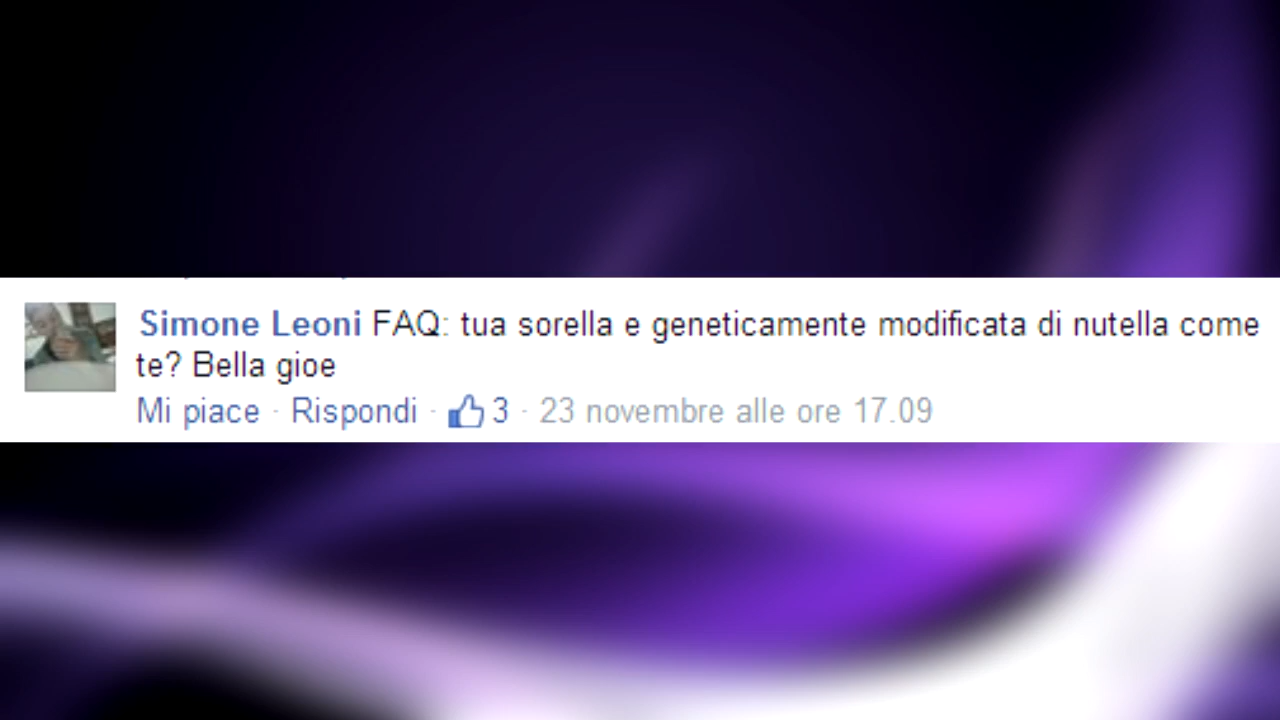 Simone Leoni FAQ: tua sorella e geneticamente modificata di nutella come
te? Bella gioe
Mi piace · Rispondi · 3 · 23 novembre alle ore 17.09